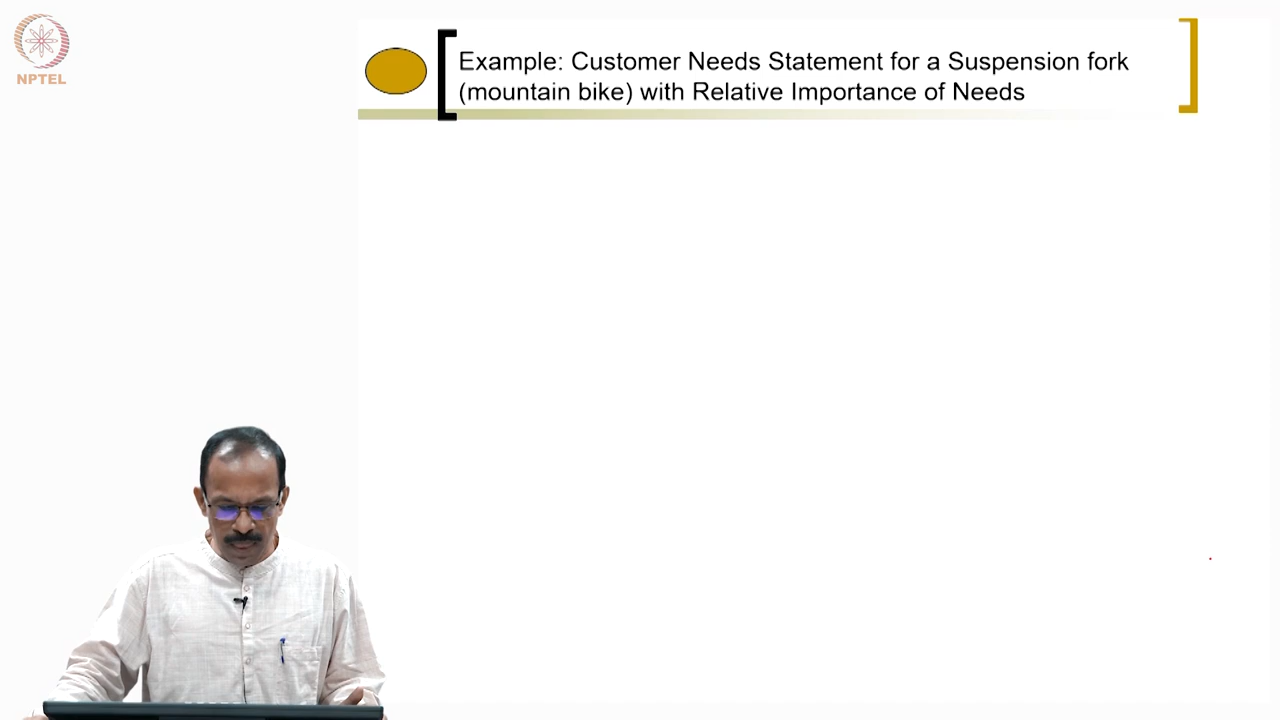 NPTEL
Example: Customer Needs Statement for a Suspension fork
(mountain bike) with Relative Importance of Needs